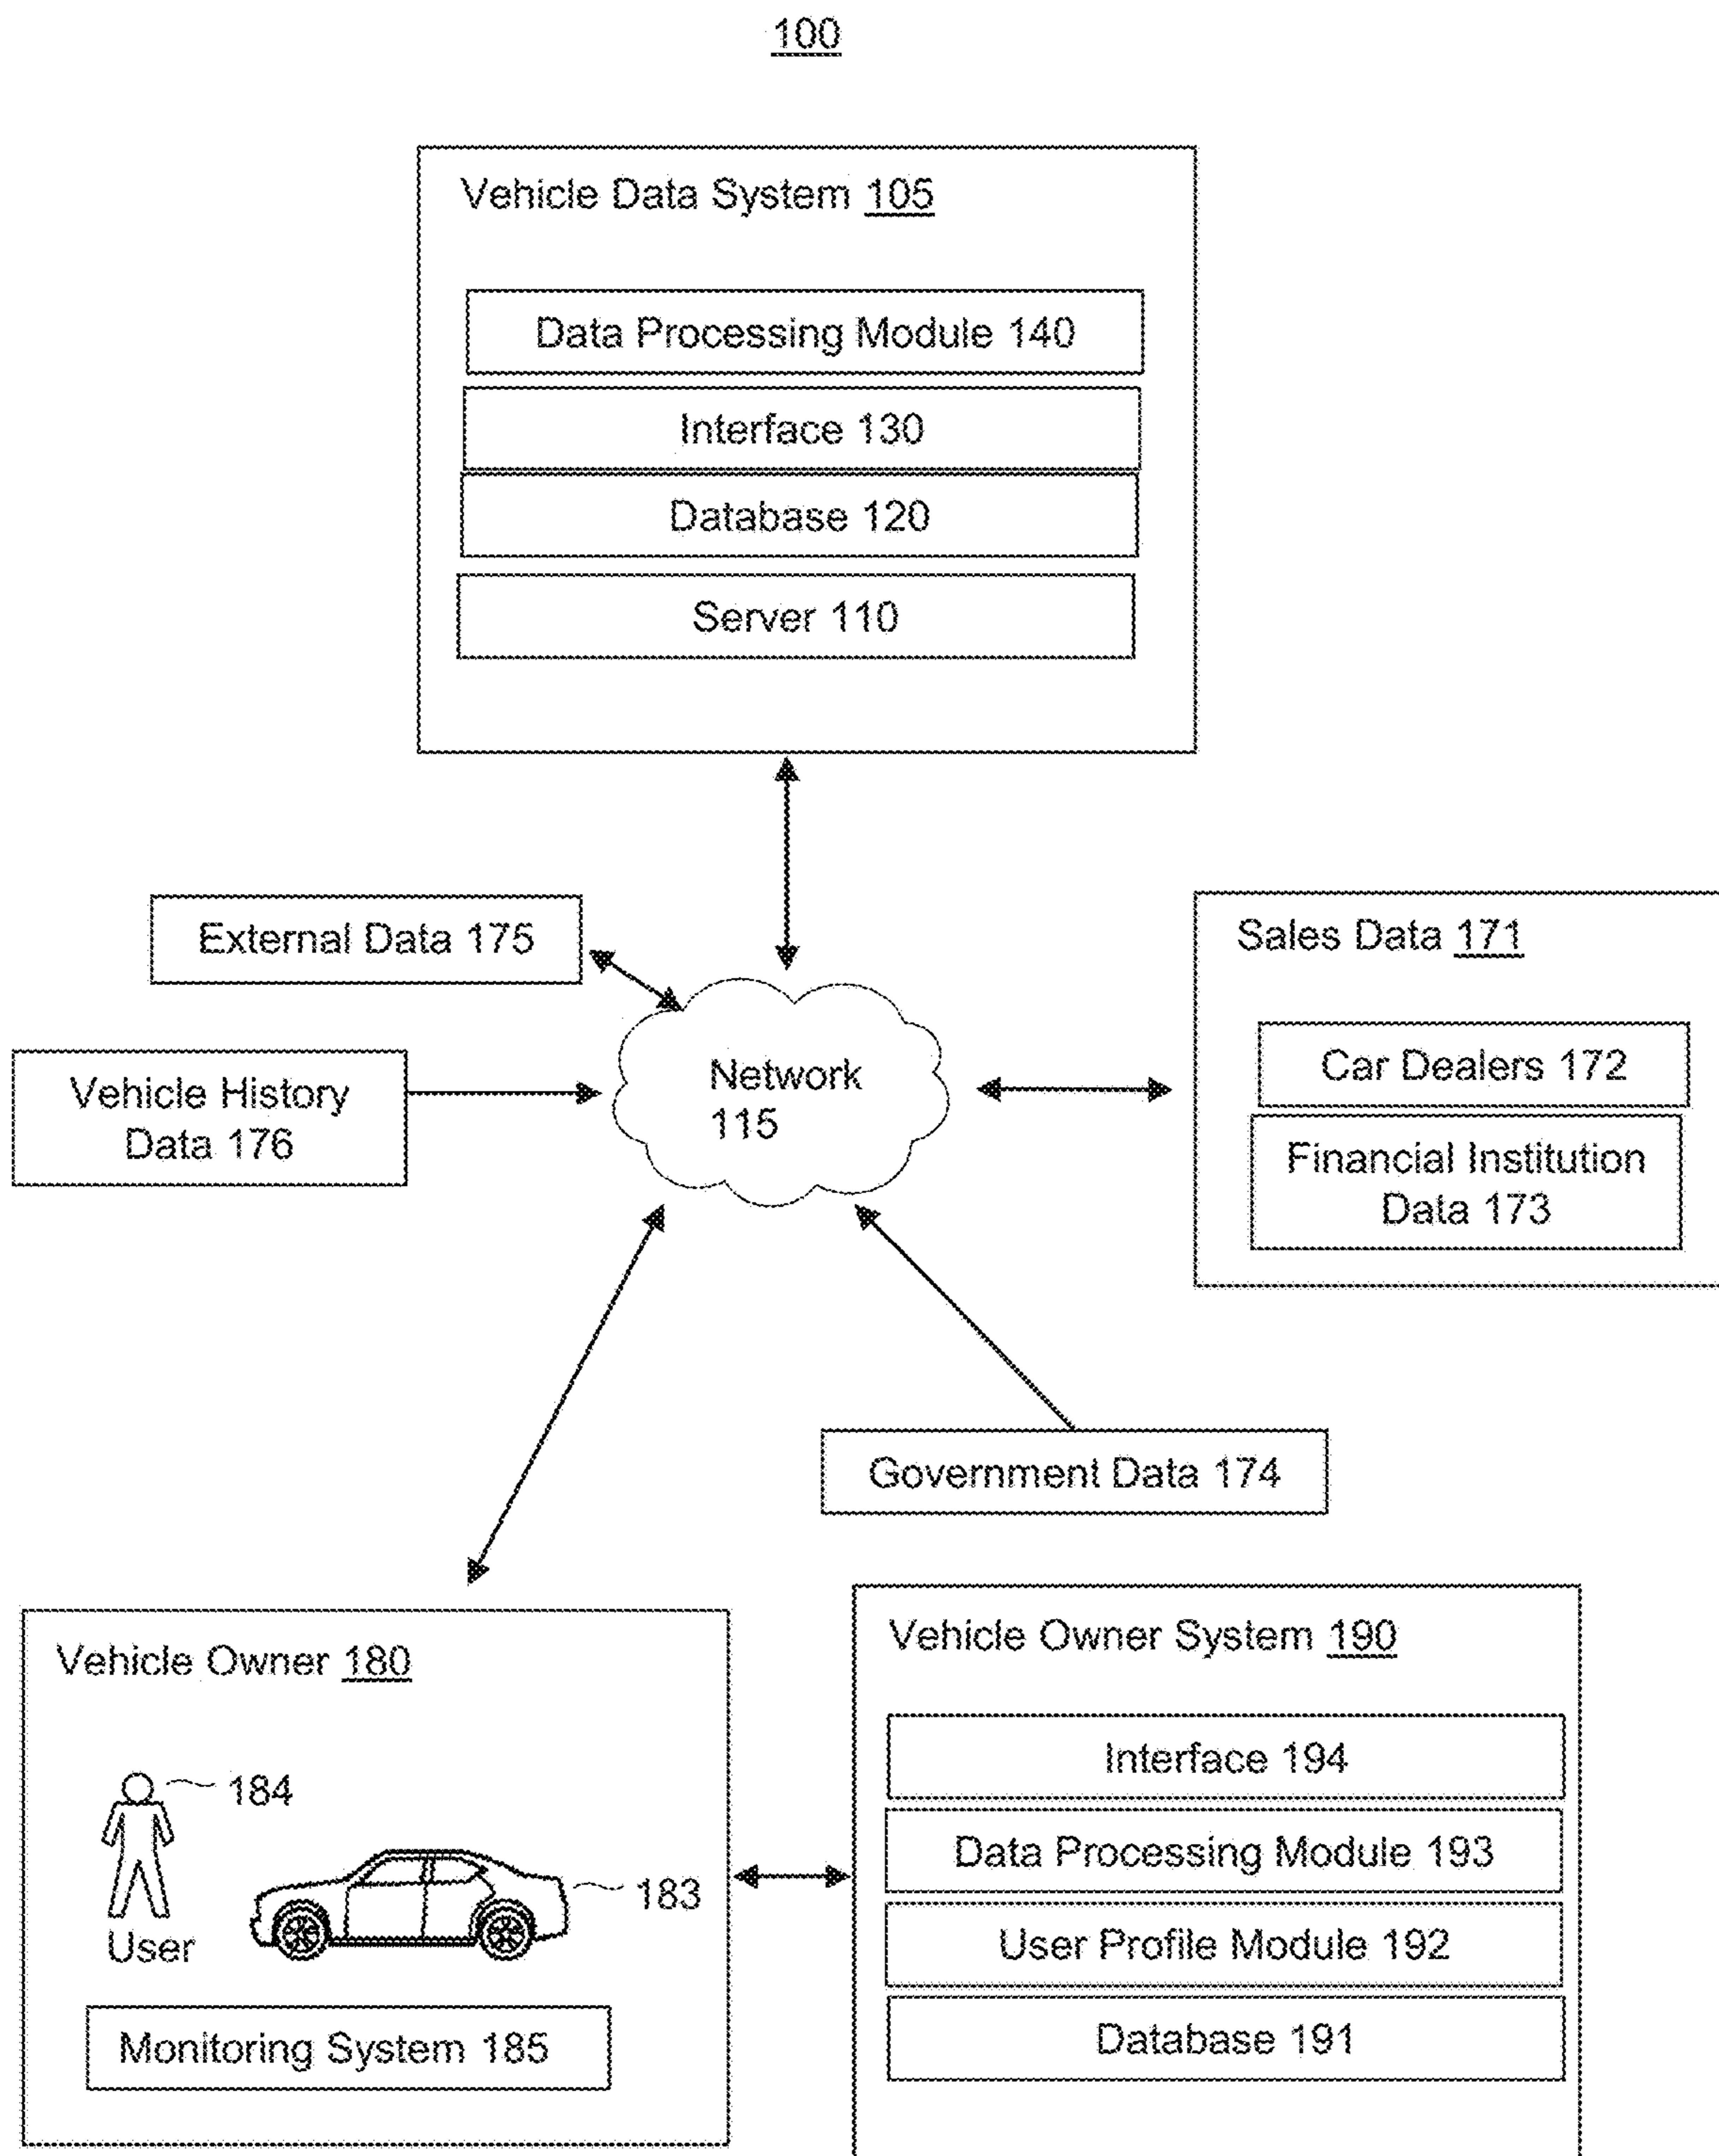 100
Vehicle Data System 105
Data Processing Module 140
Interface 130
Database 120
Server 110
External Data 175
Sales Data 171
Car Dealers 172
Financial Institution
Data 173
Vehicle History
Data 176
Network
115
Government Data 174
Vehicle Owner 180
184
183
User
Monitoring System 185
Vehicle Owner System 190
Interface 194
Data Processing Module 193
User Profile Module 192
Database 191